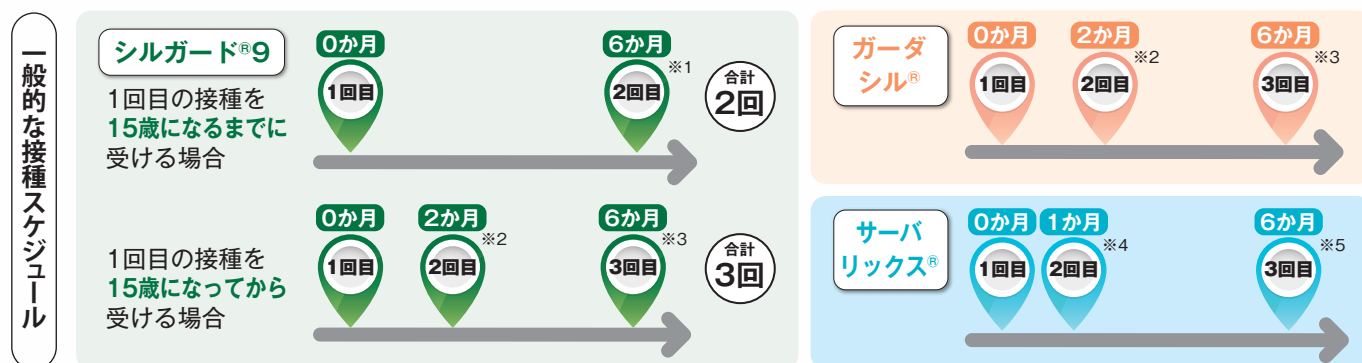 一般的な接種スケジュール
シルガード®9
1回目の接種を
15歳になるまでに
受ける場合
0か月
1回目
6か月
2回目
※1
合計
2回
1回目の接種を
15歳になってから
受ける場合
0か月
1回目
2か月
2回目
※2
6か月
3回目
※3
合計
3回
ガーダ
シル®
0か月
1回目
2か月
2回目
※2
6か月
3回目
※3
サーバ
リックス®
0か月
1回目
1か月
2回目
※4
6か月
3回目
※5